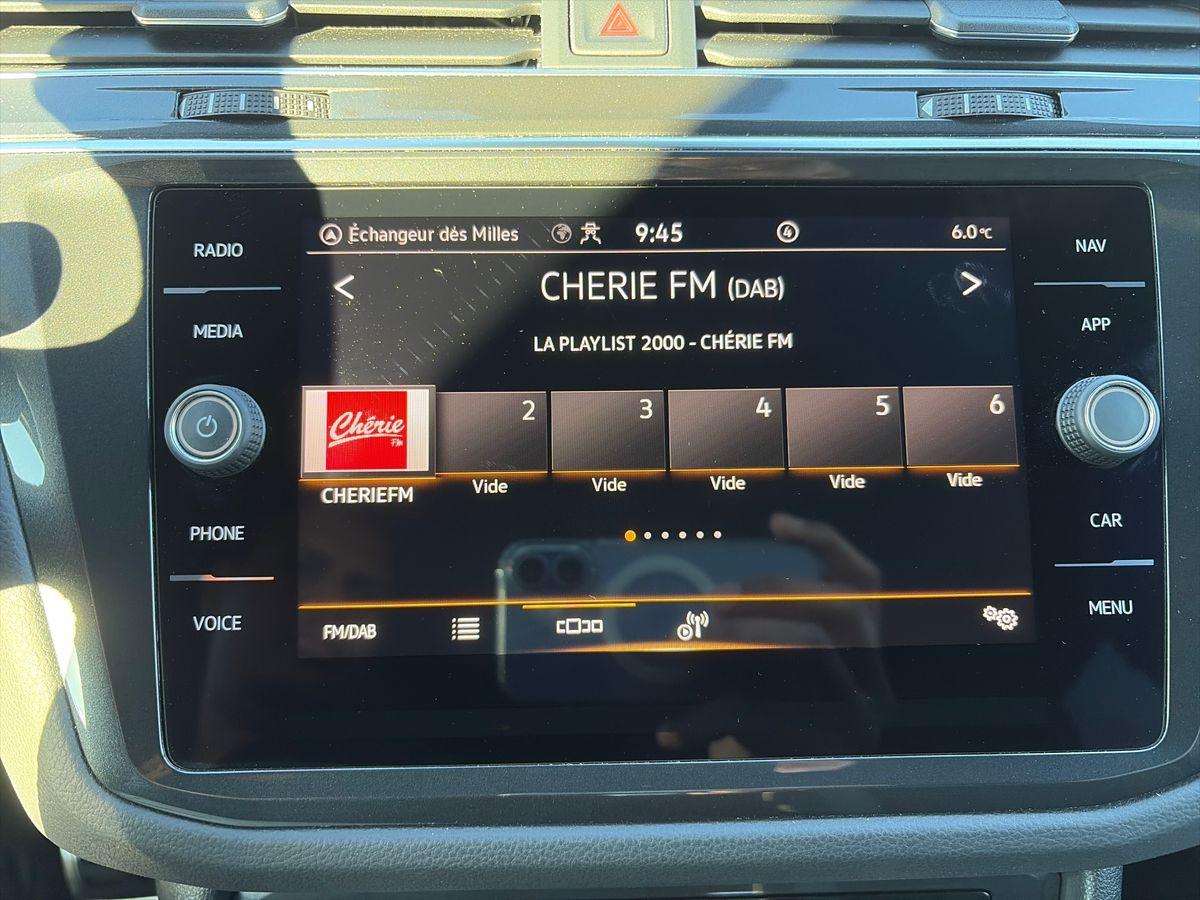 RADIO
MEDIA
PHONE
VOICE
Échangeur des Milles
9:45
4
6.0°C
< CHERIE FM (DAB) >
LA PLAYLIST 2000 - CHÉRIE FM
Chérie FM
2
3
4
5
6
CHERIEFM
Vide
Vide
Vide
Vide
Vide
FM/DAB
NAV
APP
CAR
MENU